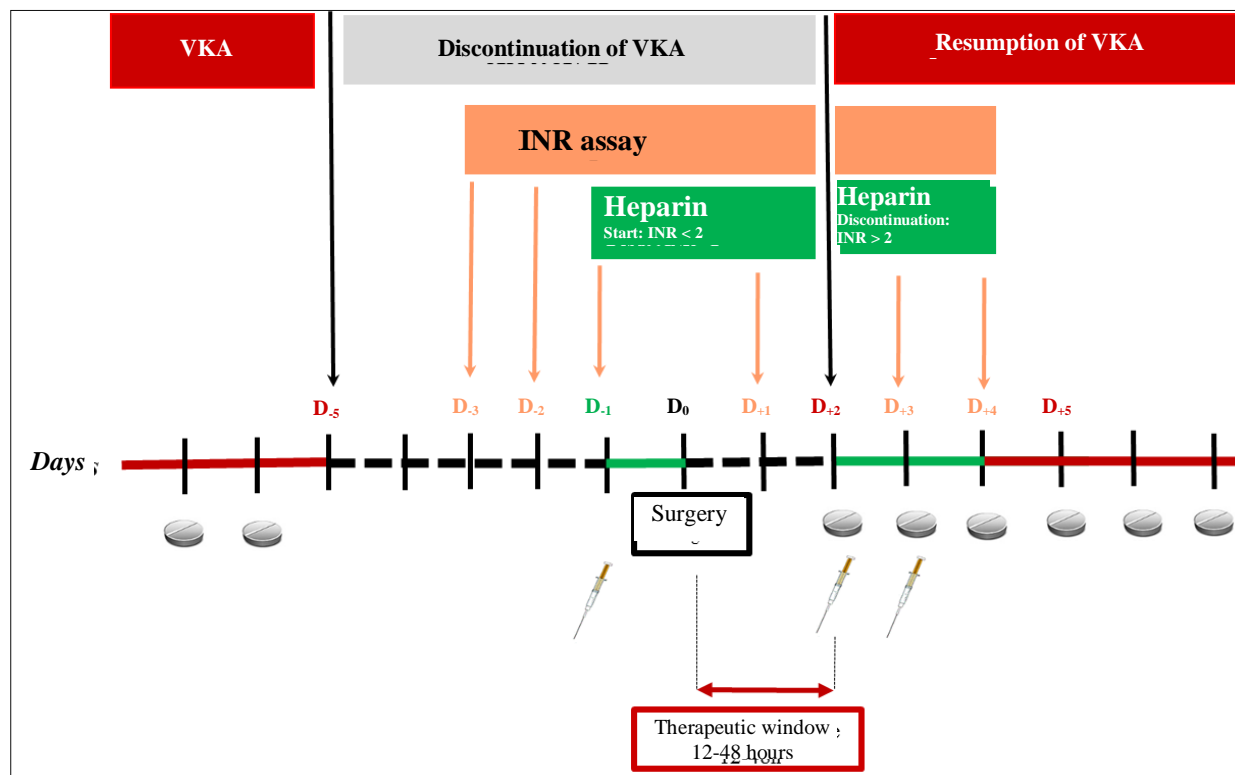 VKA
Discontinuation of VKA
Resumption of VKA
INR assay
Heparin
Start: INR < 2
Heparin
Discontinuation:
INR > 2
D-5
D-3
D-2
D-1
D0
D+1
D+2
D+3
D+4
D+5
Days
Surgery
Therapeutic window
12-48 hours